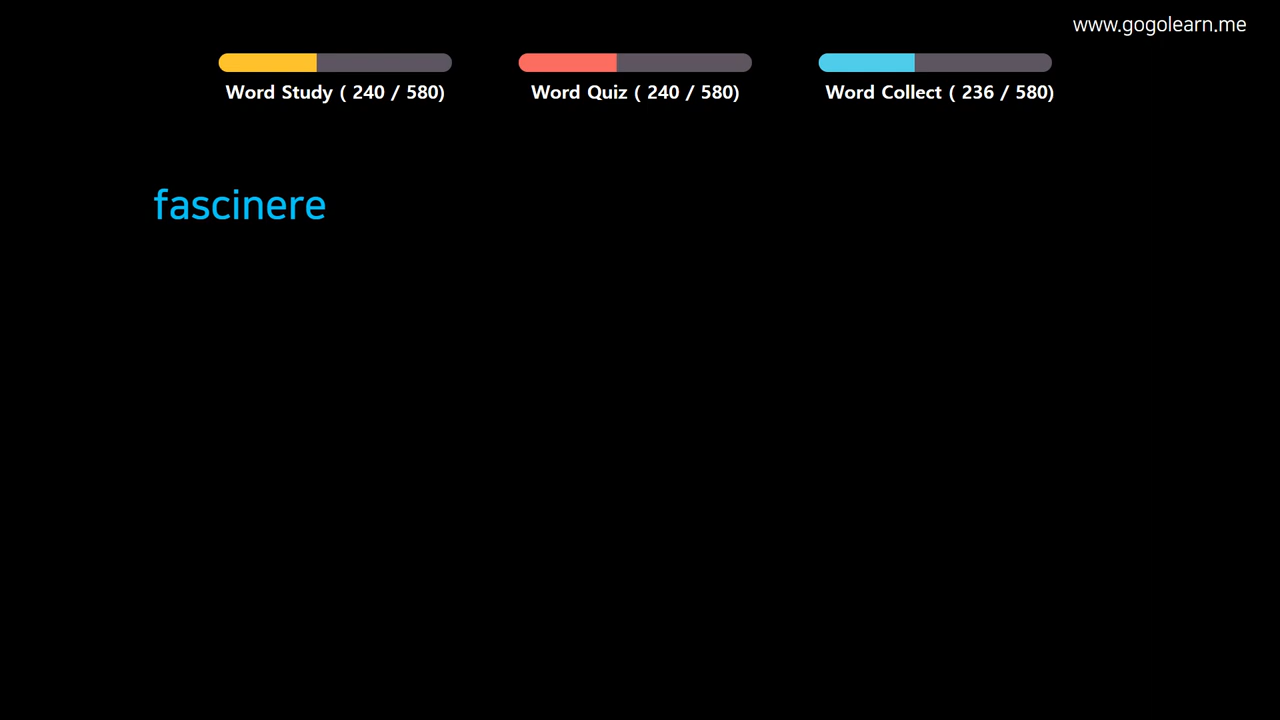 www.gogolearn.me
Word Study ( 240 / 580)
Word Quiz ( 240 / 580)
Word Collect ( 236 / 580)
fascinere